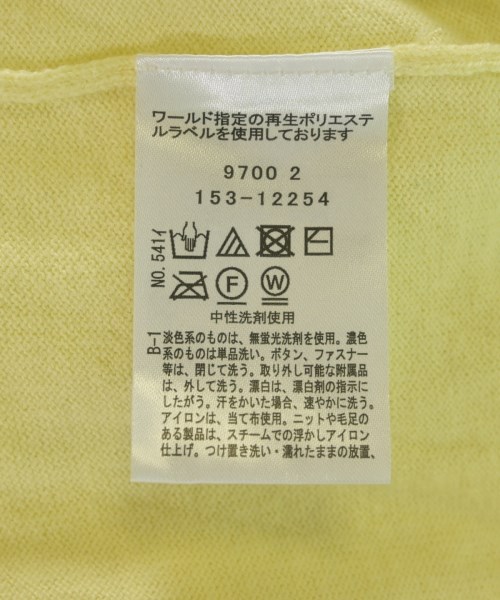 ワールド指定の再生ポリエステ
ルラベルを使用しております
9700 2
153-12254
NO. 541イ
F
W
中性洗剤使用
B-1
淡色系のものは、無蛍光洗剤を使用。濃色
系のものは単品洗い。ボタン、ファスナー
等は、閉じて洗う。取り外し可能な附属品
は、外して洗う。漂白は、漂白剤の指示に
したがう。汗をかいた場合、速やかに洗う。
アイロンは、当て布使用。ニットや毛足の
ある製品は、スチームでの浮かしアイロン
仕上げ。つけ置き洗い・濡れたままの放置、